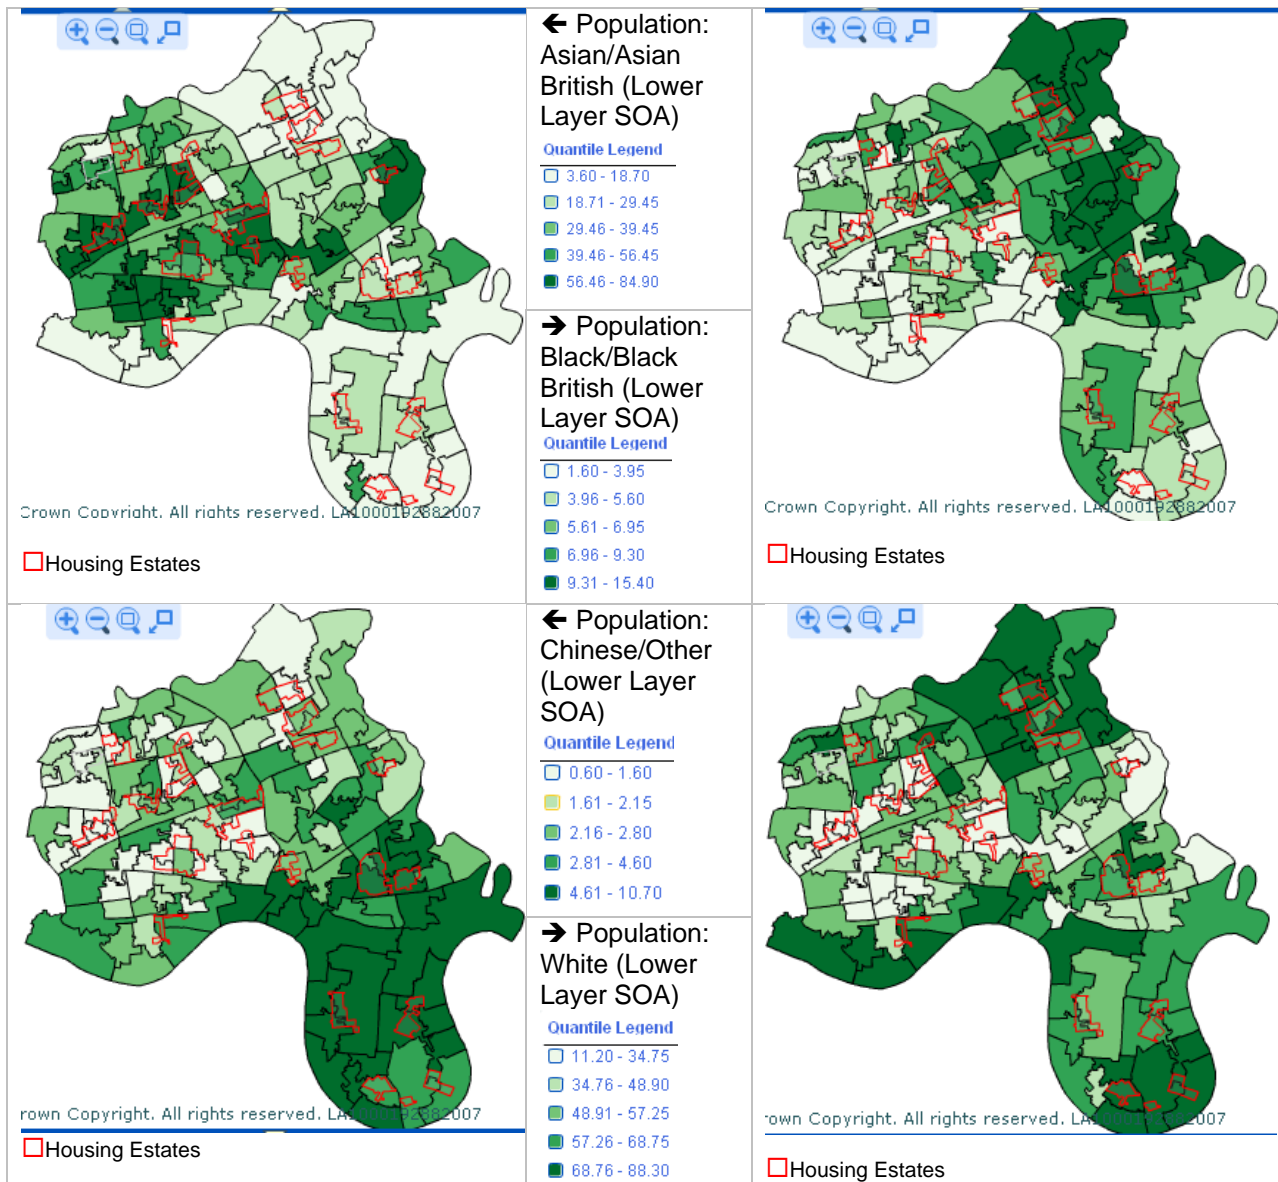 ← Population:
Asian/Asian
British (Lower
Layer SOA)
Quantile Legend
3.60 - 18.70
18.71 - 29.45
29.46 - 39.45
39.46 - 56.45
56.46 - 84.90
Crown Copyright. All rights reserved. LA1000192882007
Housing Estates
→ Population:
Black/Black
British (Lower
Layer SOA)
Quantile Legend
1.60 - 3.95
3.96 - 5.60
5.61 - 6.95
6.96 - 9.30
9.31 - 15.40
Crown Copyright. All rights reserved. LA1000192882007
Housing Estates
← Population:
Chinese/Other
(Lower Layer
SOA)
Quantile Legend
0.60 - 1.60
1.61 - 2.15
2.16 - 2.80
2.81 - 4.60
4.61 - 10.70
rown Copyright. All rights reserved. LA1000192882007
Housing Estates
→ Population:
White (Lower
Layer SOA)
Quantile Legend
11.20 - 34.75
34.76 - 48.90
48.91 - 57.25
57.26 - 68.75
68.76 - 88.30
rown Copyright. All rights reserved. 007
Housing Estates